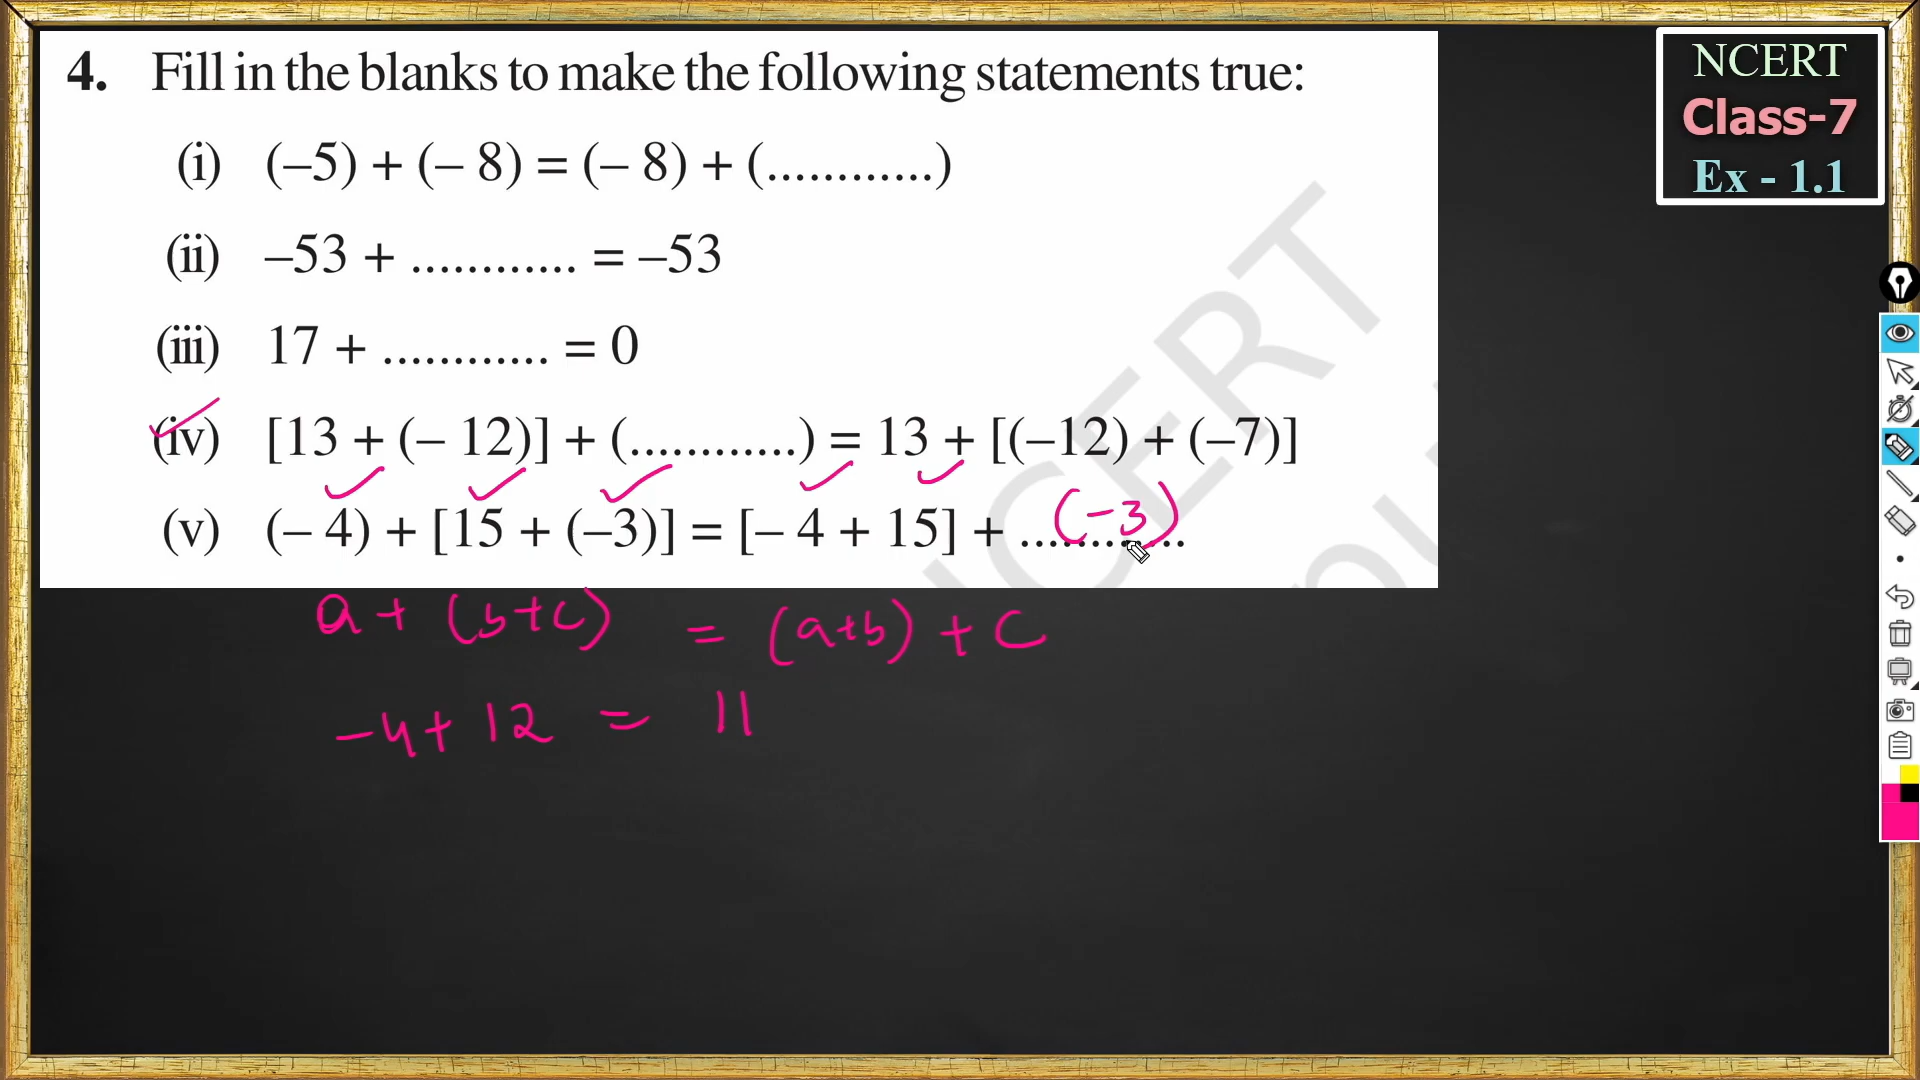 4. Fill in the blanks to make the following statements true:
(i) (–5) + (– 8) = (– 8) + (............)
(ii) –53 + ............ = –53
(iii) 17 + ............ = 0
(iv) [13 + (– 12)] + (............) = 13 + [(–12) + (–7)]
(v) (– 4) + [15 + (–3)] = [– 4 + 15] + ............ (-3)
a + (b+c) = (a+b) + c
-4 + 12 = 11
NCERT
Class-7
Ex - 1.1
NCERT